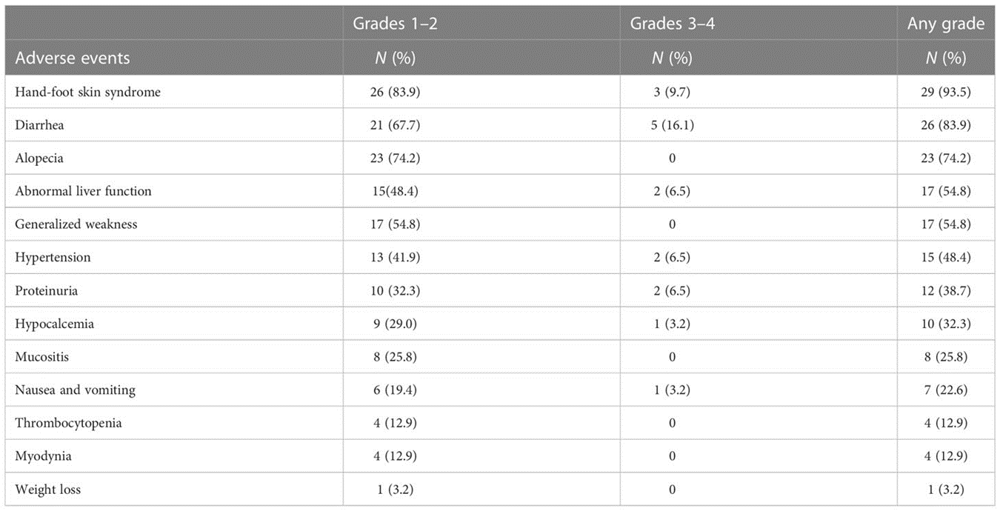 Grades 1–2 Grades 3–4 Any grade
Adverse events N (%) N (%) N (%)
Hand-foot skin syndrome 26 (83.9) 3 (9.7) 29 (93.5)
Diarrhea 21 (67.7) 5 (16.1) 26 (83.9)
Alopecia 23 (74.2) 0 23 (74.2)
Abnormal liver function 15(48.4) 2 (6.5) 17 (54.8)
Generalized weakness 17 (54.8) 0 17 (54.8)
Hypertension 13 (41.9) 2 (6.5) 15 (48.4)
Proteinuria 10 (32.3) 2 (6.5) 12 (38.7)
Hypocalcemia 9 (29.0) 1 (3.2) 10 (32.3)
Mucositis 8 (25.8) 0 8 (25.8)
Nausea and vomiting 6 (19.4) 1 (3.2) 7 (22.6)
Thrombocytopenia 4 (12.9) 0 4 (12.9)
Myodynia 4 (12.9) 0 4 (12.9)
Weight loss 1 (3.2) 0 1 (3.2)